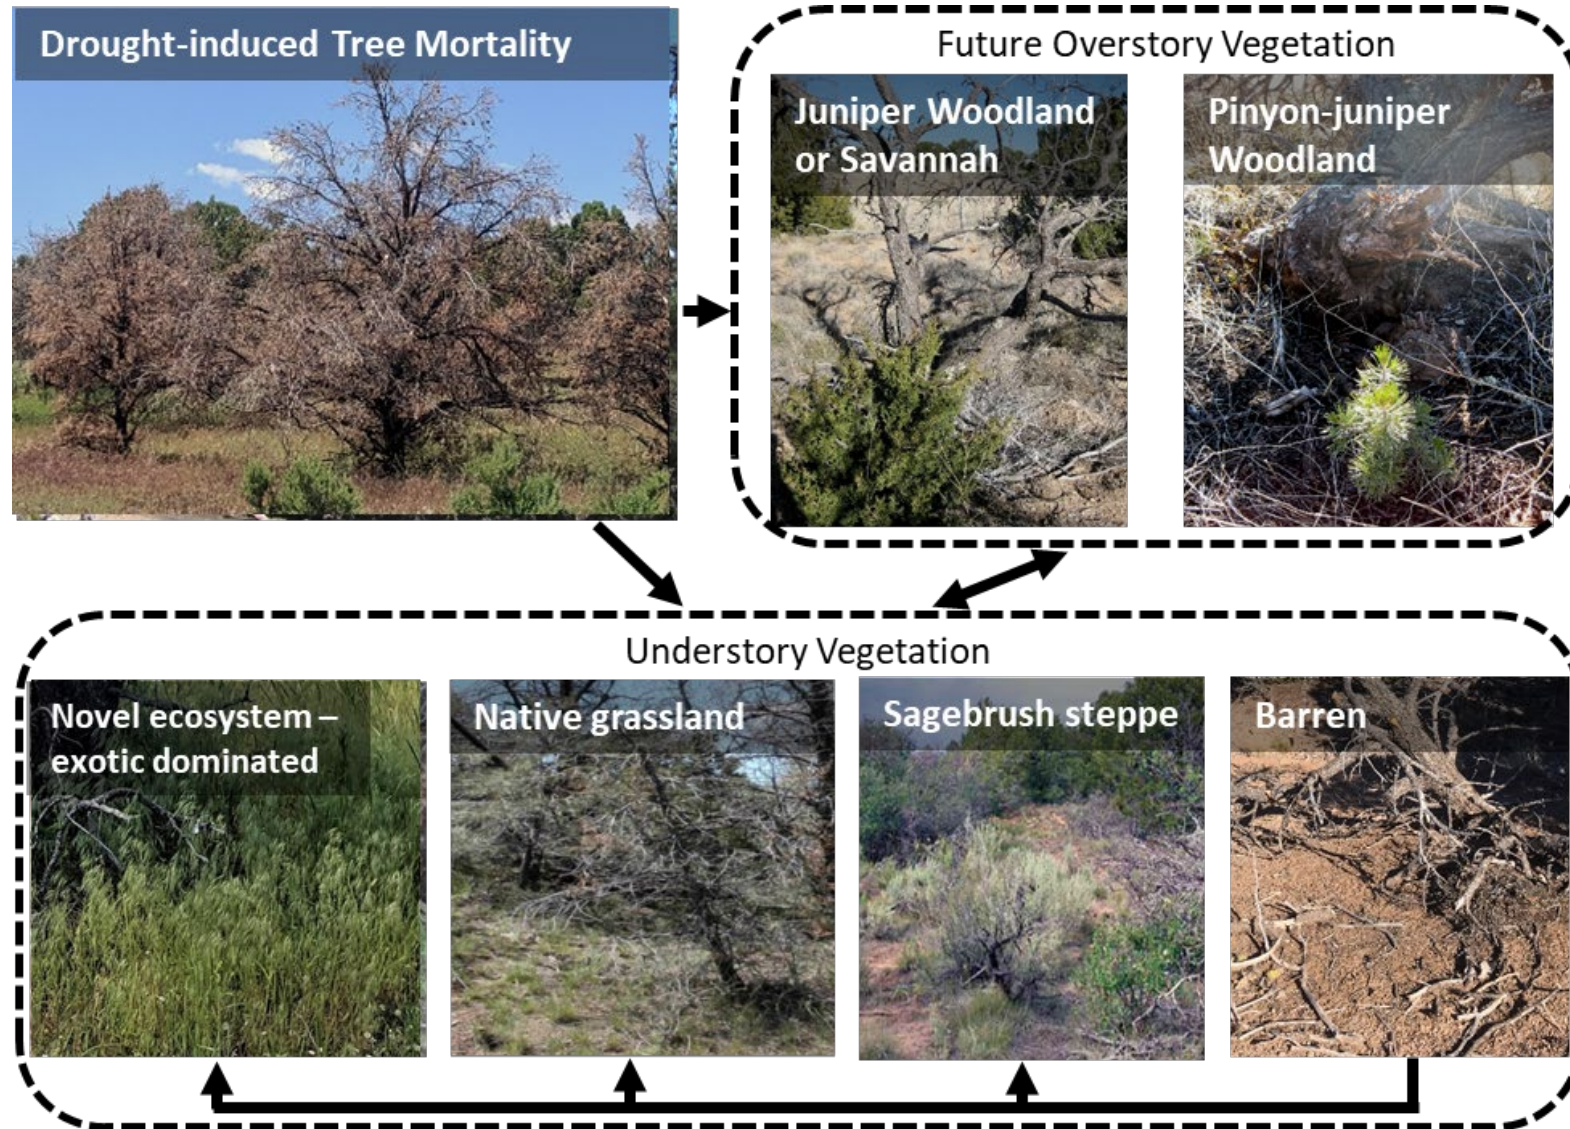 Drought-induced Tree Mortality
Future Overstory Vegetation
Juniper Woodland
or Savannah
Pinyon-juniper
Woodland
Understory Vegetation
Novel ecosystem –
exotic dominated
Native grassland
Sagebrush steppe
Barren